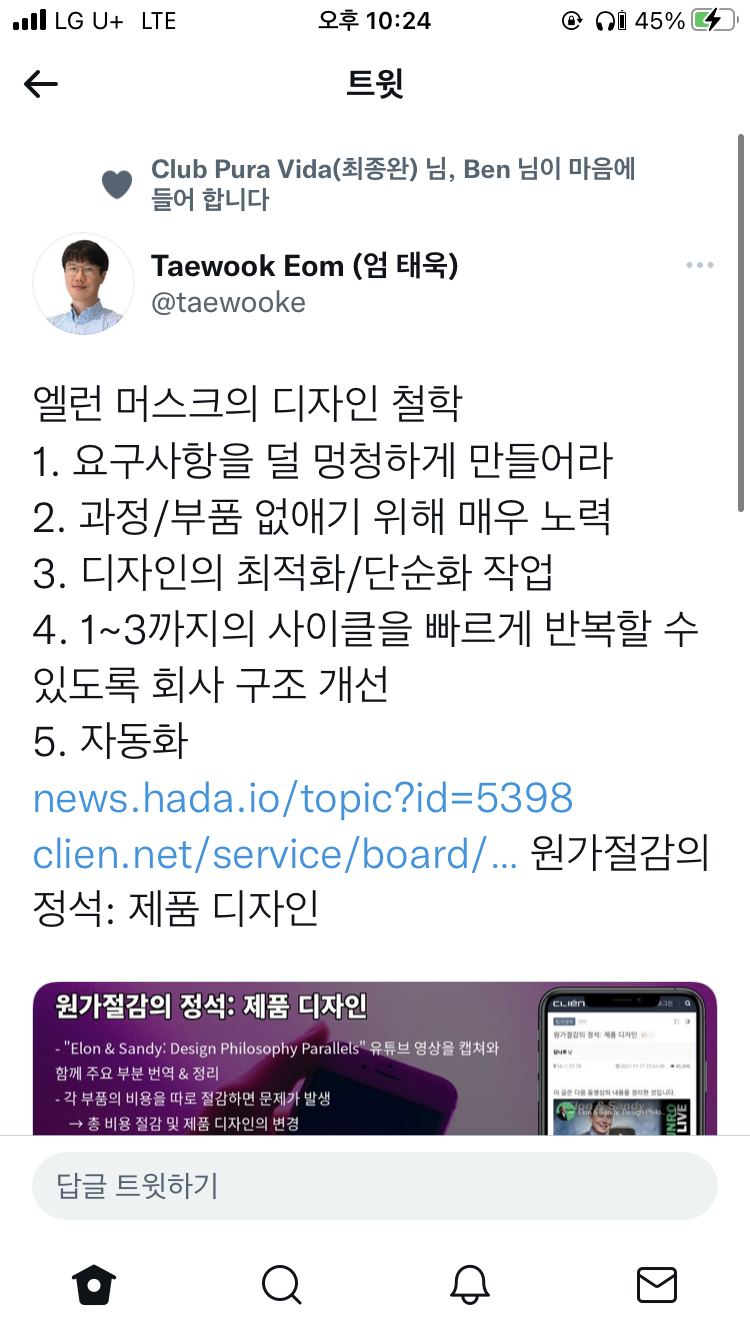 LG U+ LTE 오후 10:24 45%
트윗
Club Pura Vida(최종완) 님, Ben 님이 마음에
들어 합니다
Taewook Eom (엄 태욱)
@taewooke
엘런 머스크의 디자인 철학
1. 요구사항을 덜 멍청하게 만들어라
2. 과정/부품 없애기 위해 매우 노력
3. 디자인의 최적화/단순화 작업
4. 1~3까지의 사이클을 빠르게 반복할 수
있도록 회사 구조 개선
5. 자동화
news.hada.io/topic?id=5398
clien.net/service/board/... 원가절감의
정석: 제품 디자인
원가절감의 정석: 제품 디자인
- "Elon & Sandy: Design Philosophy Parallels" 유튜브 영상을 캡쳐와
함께 주요 부분 번역 & 정리
- 각 부품의 비용을 따로 절감하면 문제가 발생
→ 총 비용 절감 및 제품 디자인의 변경
CLIEN
원가절감의 정석: 제품 디자인
이 글은 다음 동영상의 내용을 정리한 것입니다.
Elon & Sandy: Design Philo...
LIVE
답글 트윗하기